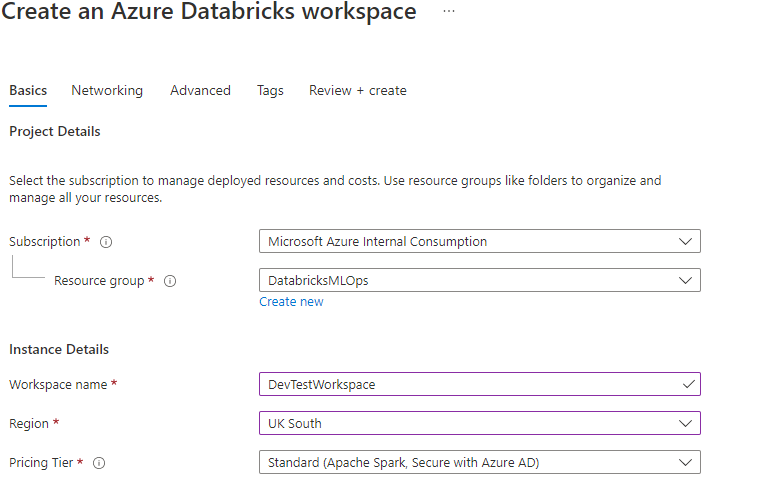 Create an Azure Databricks workspace ...
Basics Networking Advanced Tags Review + create
Project Details
Select the subscription to manage deployed resources and costs. Use resource groups like folders to organize and
manage all your resources.
Subscription * Microsoft Azure Internal Consumption
Resource group * DatabricksMLOps
Create new
Instance Details
Workspace name * DevTestWorkspace
Region * UK South
Pricing Tier * Standard (Apache Spark, Secure with Azure AD)